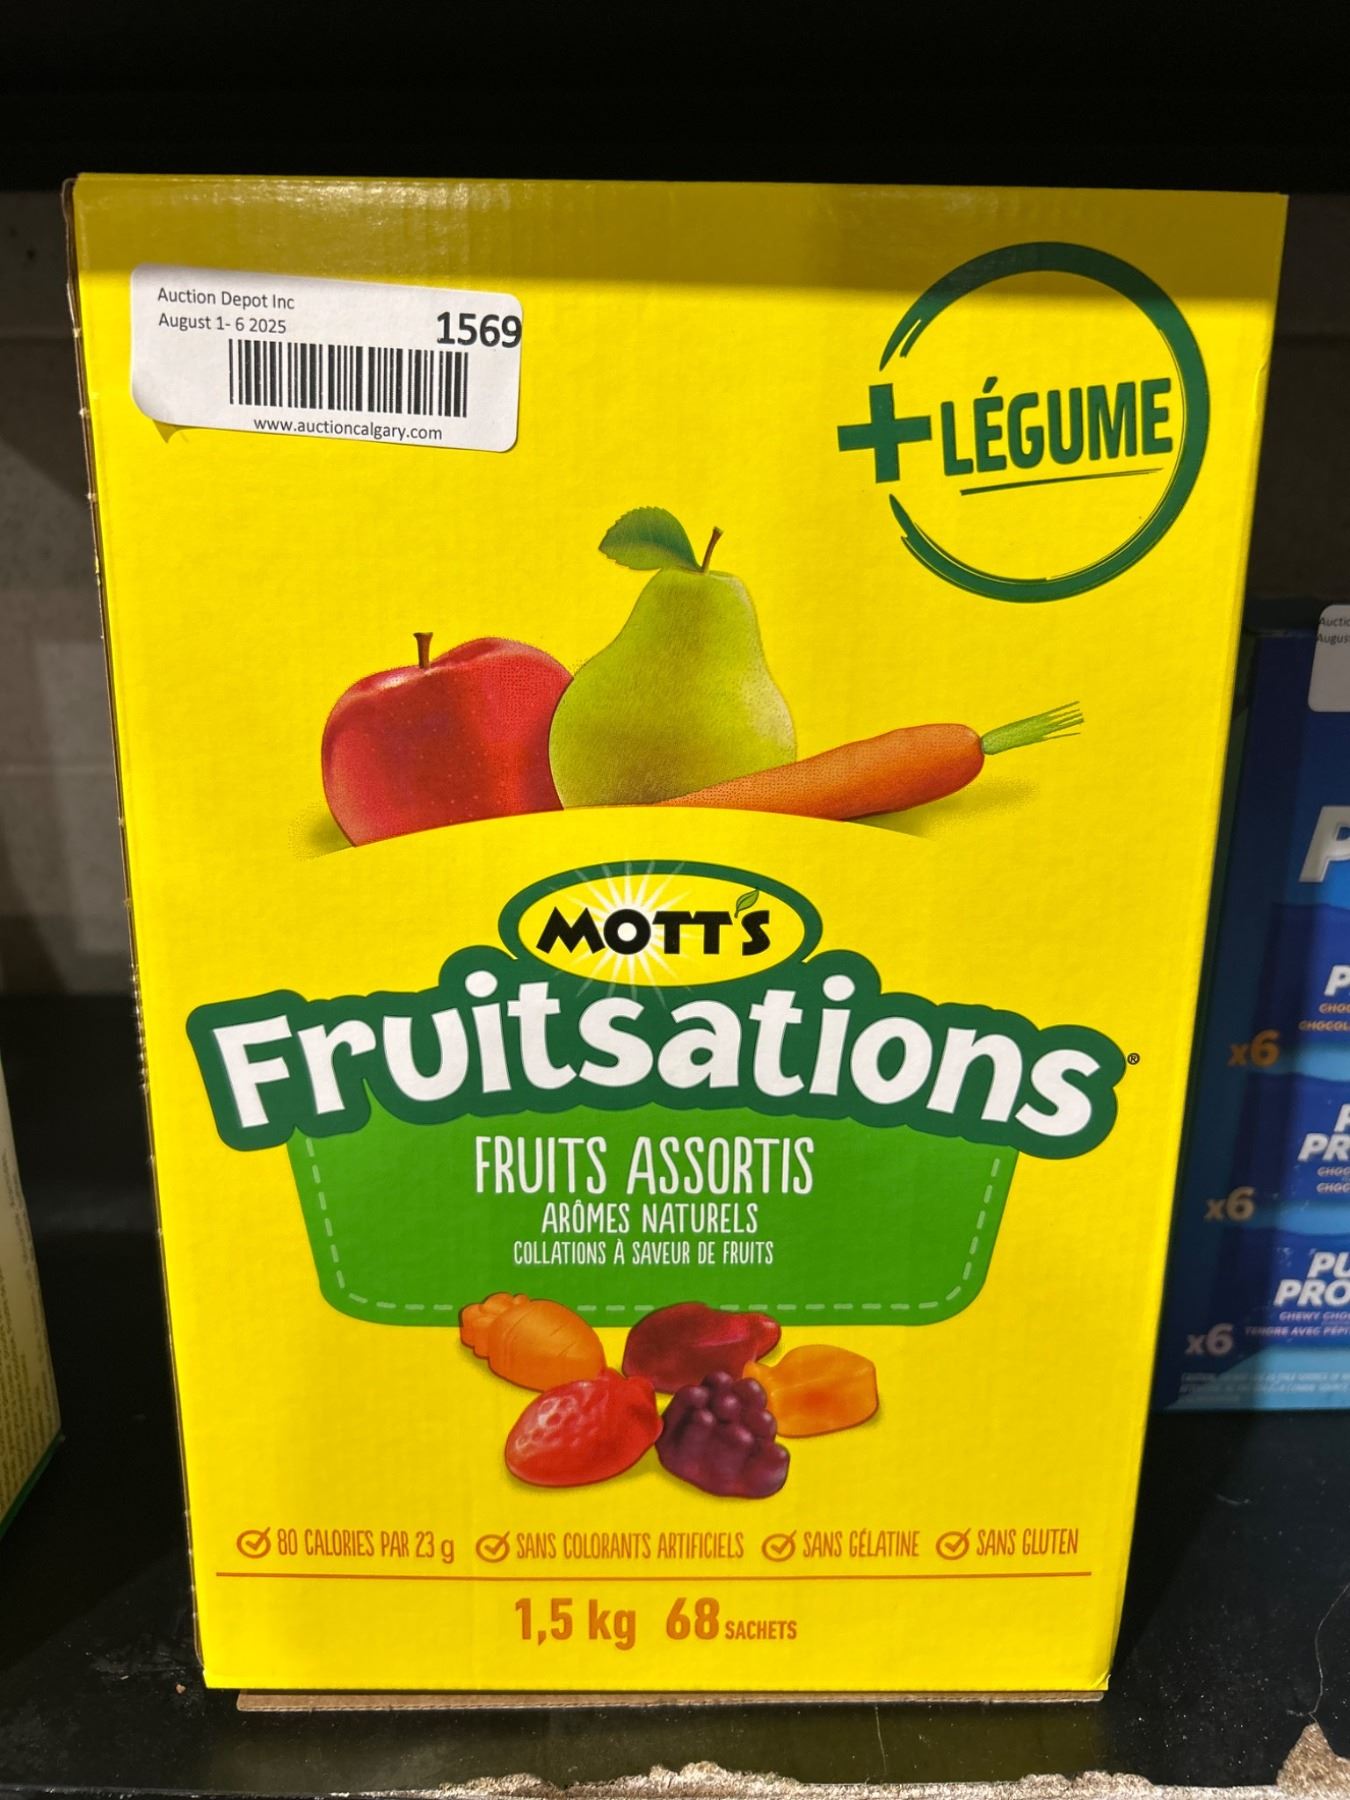 Auction Depot Inc
August 1- 6 2025
1569
www.auctioncalgary.com
+LÉGUME
MOTT'S
Fruitsations®
FRUITS ASSORTIS
ARÔMES NATURELS
COLLATIONS À SAVEUR DE FRUITS
80 CALORIES PAR 23 g SANS COLORANTS ARTIFICIELS SANS GÉLATINE SANS GLUTEN
1,5 kg 68 SACHETS
x6
x6
x6